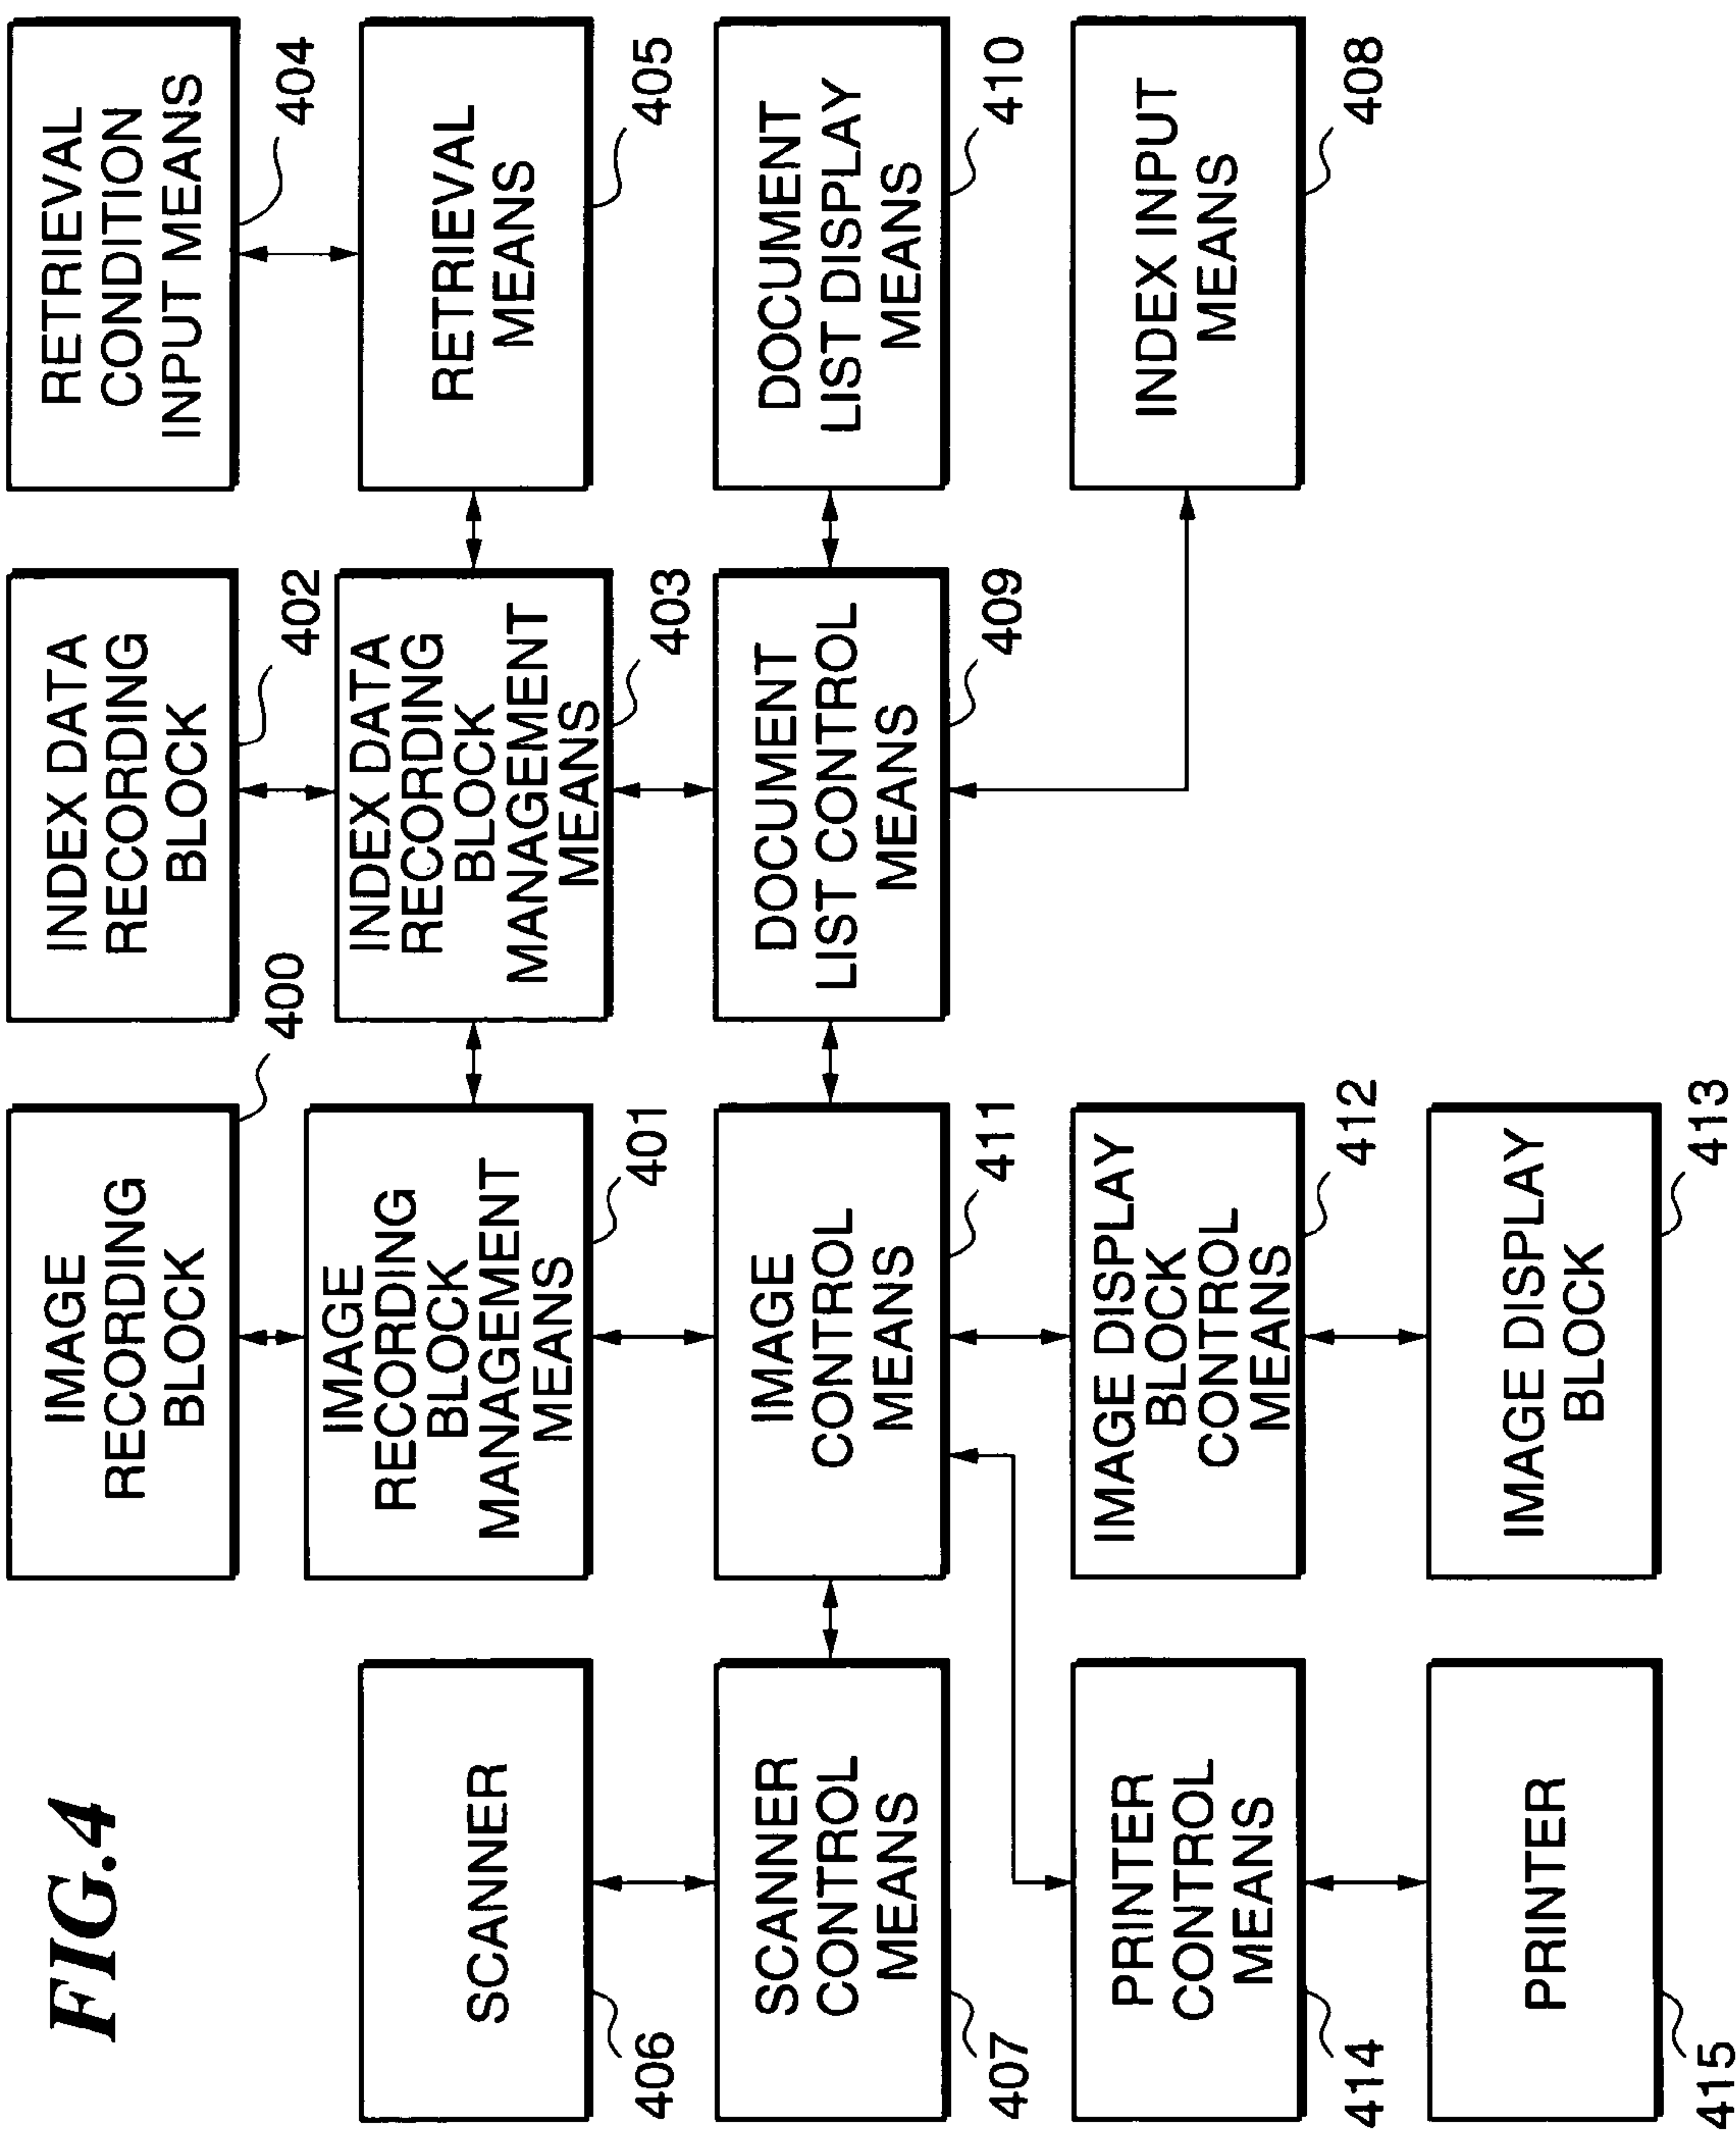 FIG.4
IMAGE
RECORDING
BLOCK
400
INDEX DATA
RECORDING
BLOCK
402
RETRIEVAL
CONDITION
INPUT MEANS
404
SCANNER
406
IMAGE
RECORDING
BLOCK
MANAGEMENT
MEANS
401
INDEX DATA
RECORDING
BLOCK
MANAGEMENT
MEANS
403
RETRIEVAL
MEANS
405
SCANNER
CONTROL
MEANS
407
IMAGE
CONTROL
MEANS
411
DOCUMENT
LIST CONTROL
MEANS
409
DOCUMENT
LIST DISPLAY
MEANS
410
PRINTER
CONTROL
MEANS
414
IMAGE DISPLAY
BLOCK
CONTROL
MEANS
412
INDEX INPUT
MEANS
408
PRINTER
415
IMAGE DISPLAY
BLOCK
413